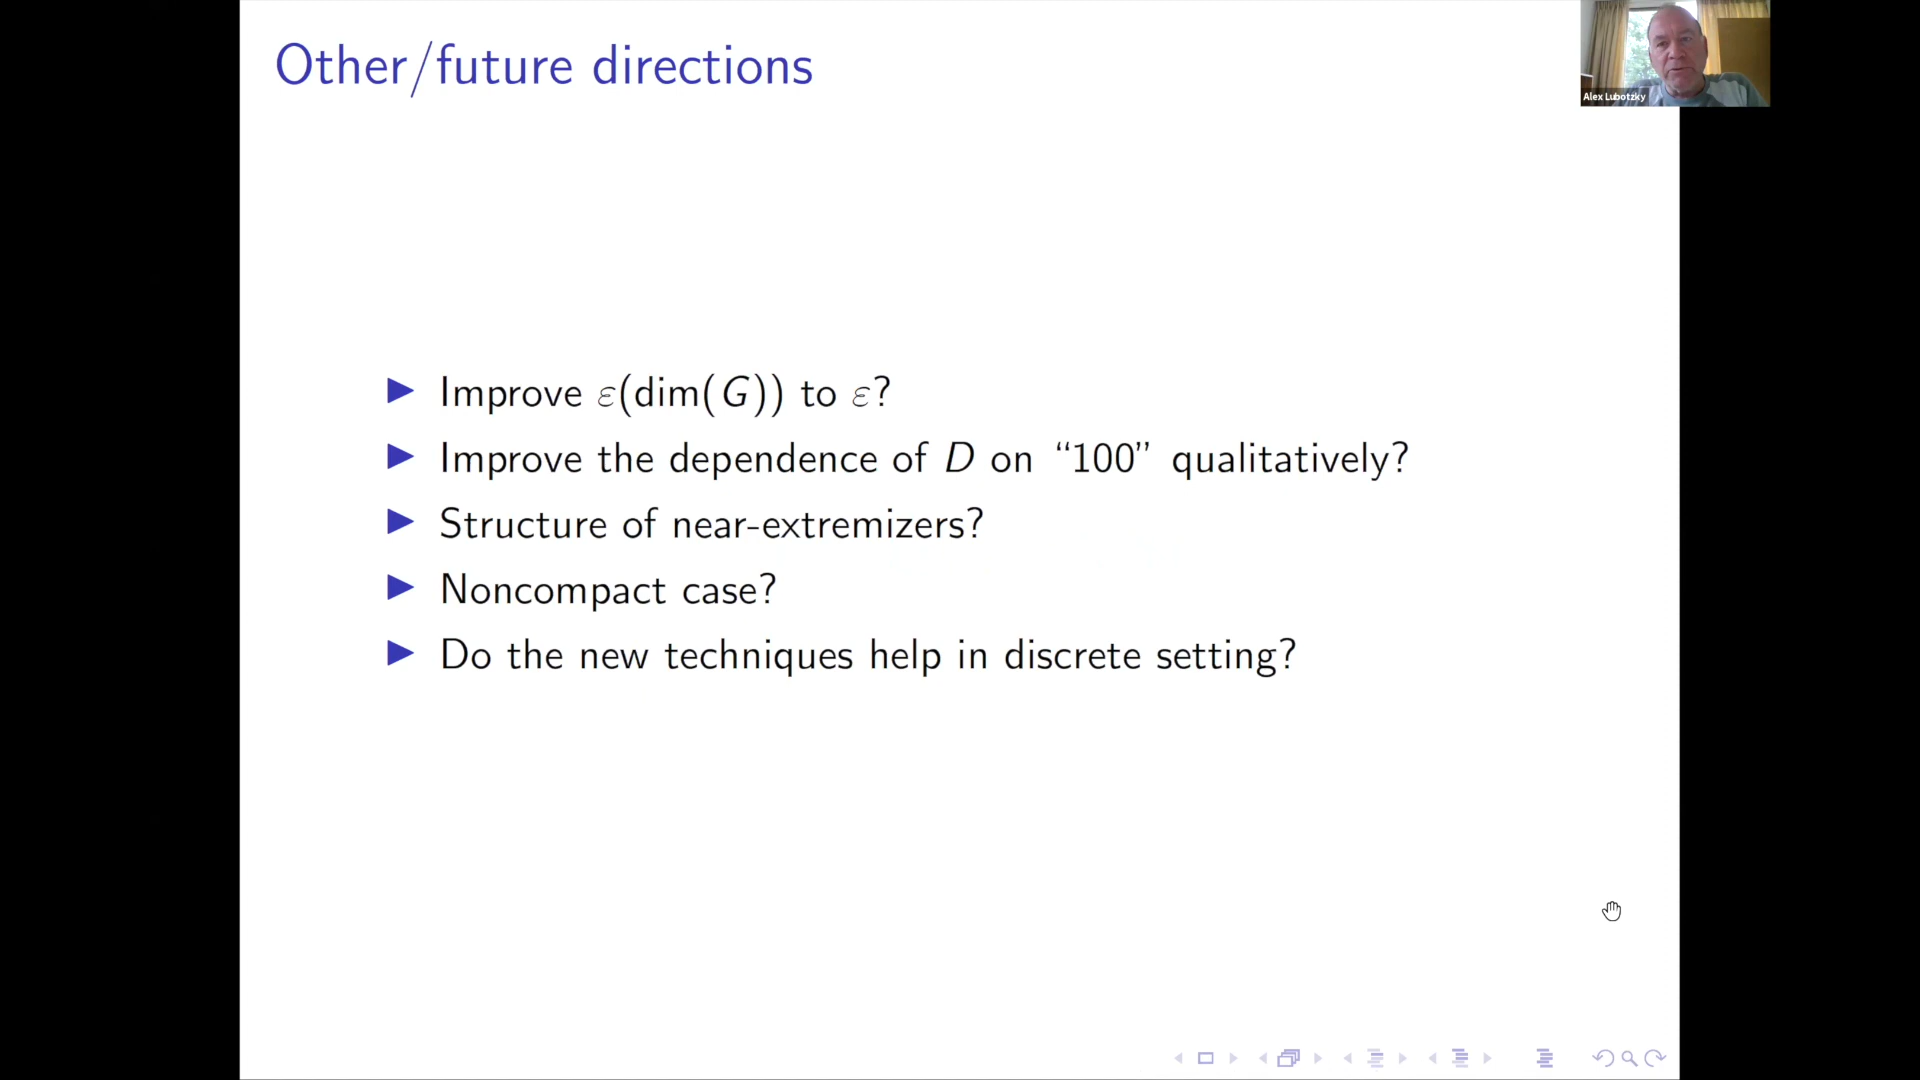 Other/future directions
Alex Lubotzky
Improve ε(dim(G)) to ε?
Improve the dependence of D on “100” qualitatively?
Structure of near-extremizers?
Noncompact case?
Do the new techniques help in discrete setting?